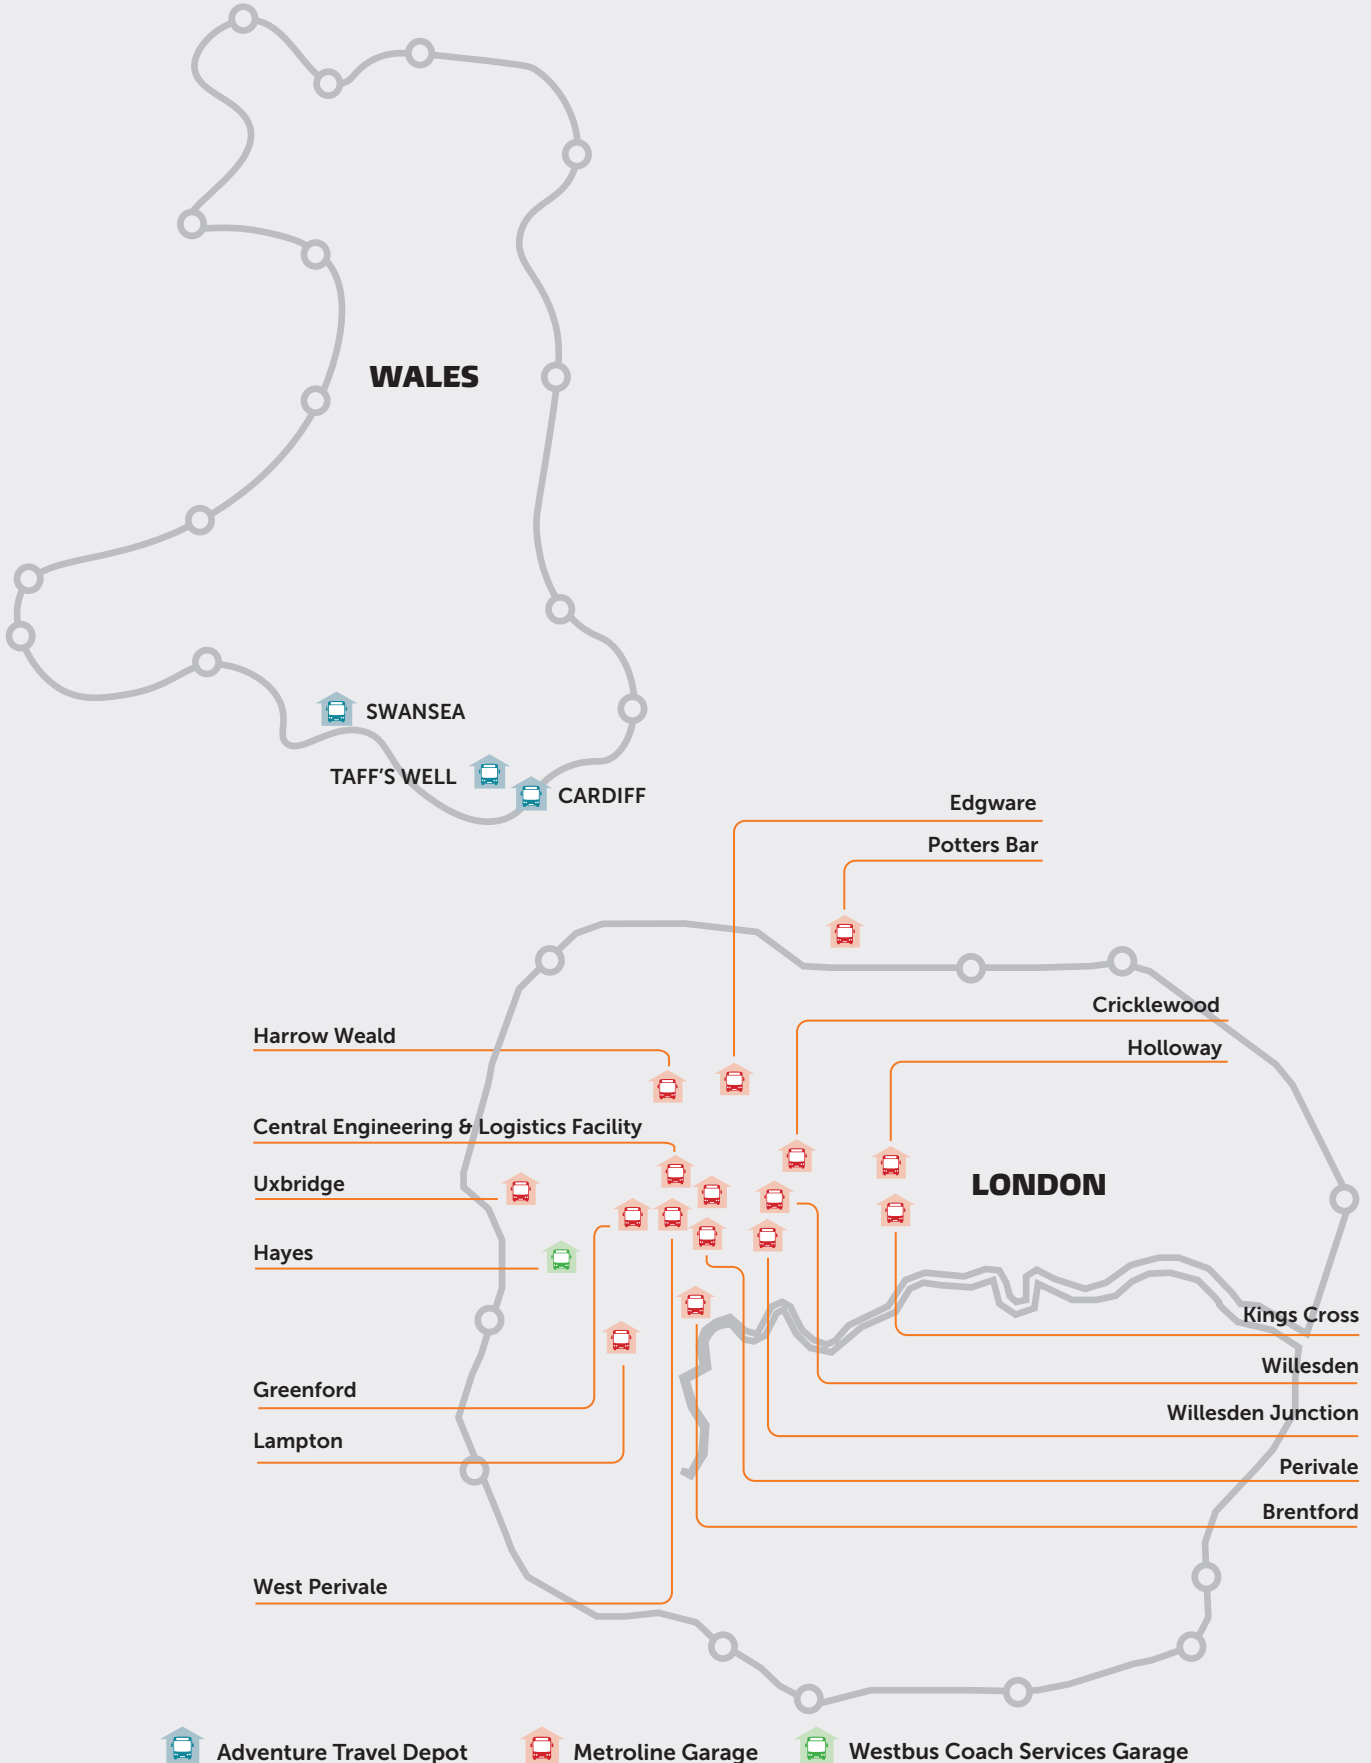 WALES
SWANSEA
TAFF'S WELL
CARDIFF
Edgware
Potters Bar
Cricklewood
Harrow Weald
Holloway
Central Engineering & Logistics Facility
Uxbridge
LONDON
Hayes
Kings Cross
Willesden
Greenford
Willesden Junction
Lampton
Perivale
Brentford
West Perivale
Adventure Travel Depot
Metroline Garage
Westbus Coach Services Garage